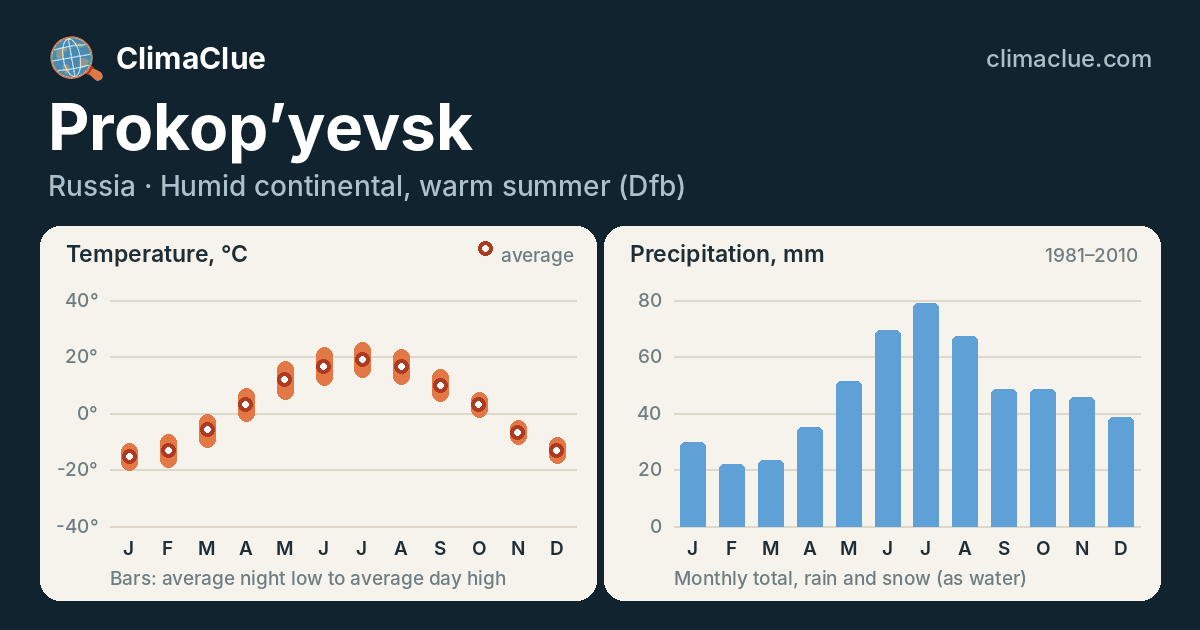 ClimaClue
climaclue.com
Prokopʼyevsk
Russia · Humid continental, warm summer (Dfb)
Temperature, °C
average
40°
20°
0°
-20°
-40°
J F M A M J J A S O N D
Bars: average night low to average day high
Precipitation, mm
1981–2010
80
60
40
20
0
J F M A M J J A S O N D
Monthly total, rain and snow (as water)